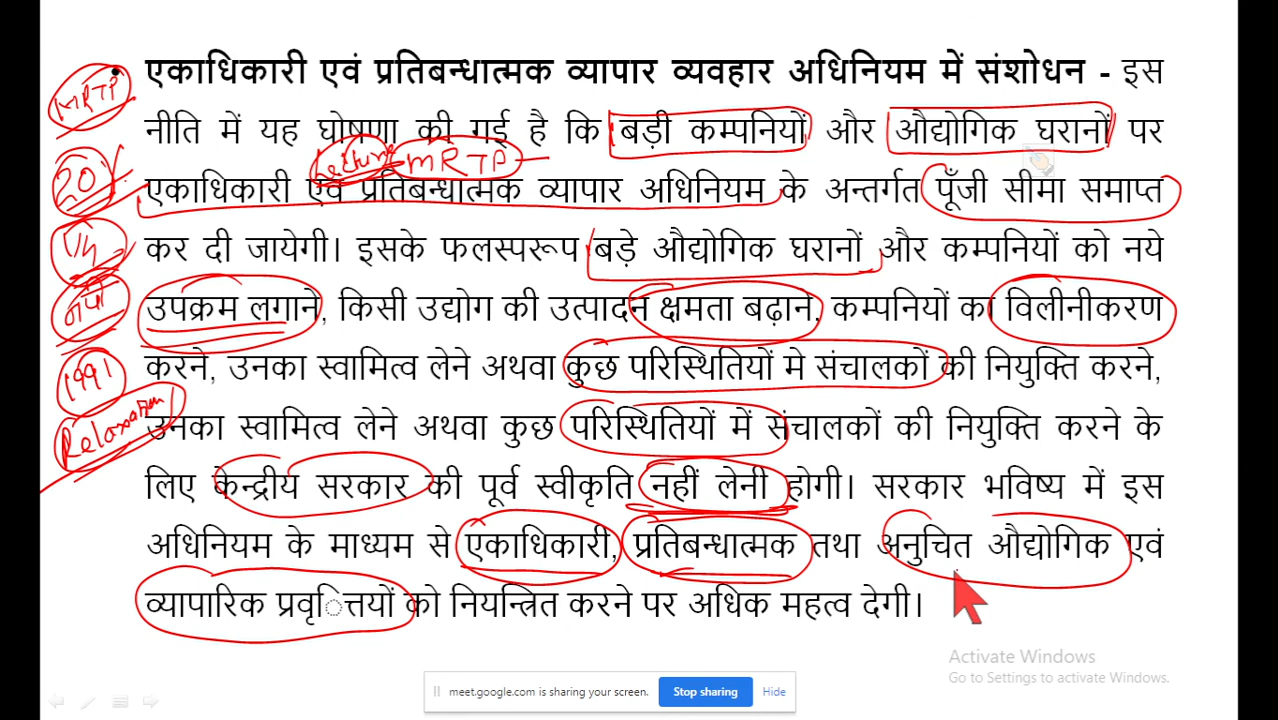 एकाधिकारी एवं प्रतिबन्धात्मक व्यापार व्यवहार अधिनियम में संशोधन - इस
MRTP
नीति में यह घोषणा की गई है कि बड़ी कम्पनियों और औद्योगिक घरानों पर
Lecture MRTP
20
एकाधिकारी एवं प्रतिबन्धात्मक व्यापार अधिनियम के अन्तर्गत पूँजी सीमा समाप्त
कर दी जायेगी। इसके फलस्परूप बड़े औद्योगिक घरानों और कम्पनियों को नये
उपक्रम लगाने, किसी उद्योग की उत्पादन क्षमता बढ़ाने, कम्पनियों का विलीनीकरण
1991
करने, उनका स्वामित्व लेने अथवा कुछ परिस्थितियों मे संचालकों की नियुक्ति करने,
Relaxation
उनका स्वामित्व लेने अथवा कुछ परिस्थितियों में संचालकों की नियुक्ति करने के
लिए केन्द्रीय सरकार की पूर्व स्वीकृति नहीं लेनी होगी। सरकार भविष्य में इस
अधिनियम के माध्यम से एकाधिकारी, प्रतिबन्धात्मक तथा अनुचित औद्योगिक एवं
व्यापारिक प्रवृित्तयों को नियन्त्रित करने पर अधिक महत्व देगी।
Activate Windows
Go to Settings to activate Windows.
meet.google.com is sharing your screen. Stop sharing Hide